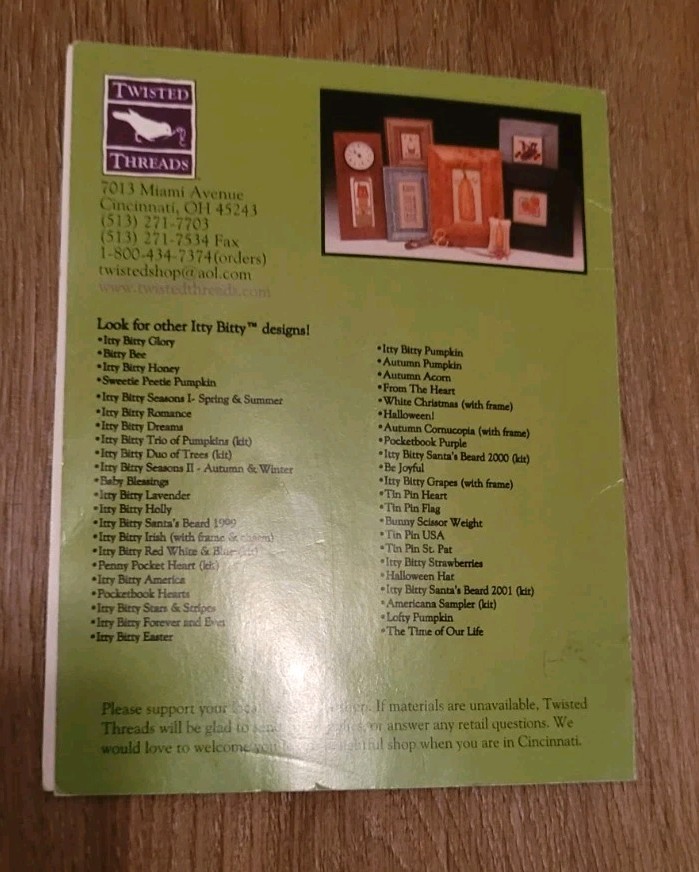 TWISTED
THREADS
7013 Miami Avenue
Cincinnati, OH 45243
(513) 271-7703
(513) 271-7534 Fax
1-800-434-7374(orders)
twistedshop@aol.com
www.twistedthreads.com
Look for other Itty Bitty™ designs!
•Itty Bitty Glory
•Bitty Bee
•Itty Bitty Honey
•Sweetie Peetie Pumpkin
•Itty Bitty Seasons I- Spring & Summer
•Itty Bitty Romance
•Itty Bitty Dreams
•Itty Bitty Trio of Pumpkins (kit)
•Itty Bitty Duo of Trees (kit)
•Itty Bitty Seasons II - Autumn & Winter
•Baby Blessings
•Itty Bitty Lavender
•Itty Bitty Holly
•Itty Bitty Santa's Beard 1999
•Itty Bitty Irish (with frame & charm)
•Itty Bitty Red White & Blue (kit)
•Penny Pocket Heart (kit)
•Itty Bitty America
•Pocketbook Hearts
•Itty Bitty Stars & Stripes
•Itty Bitty Forever and Ever
•Itty Bitty Easter
•Itty Bitty Pumpkin
•Autumn Pumpkin
•Autumn Acorn
•From The Heart
•White Christmas (with frame)
•Halloween!
•Autumn Cornucopia (with frame)
•Pocketbook Purple
•Itty Bitty Santa's Beard 2000 (kit)
•Be Joyful
•Itty Bitty Grapes (with frame)
•Tin Pin Heart
•Tin Pin Flag
•Bunny Scissor Weight
•Tin Pin USA
•Tin Pin St. Pat
•Itty Bitty Strawberries
•Halloween Hat
•Itty Bitty Santa's Beard 2001 (kit)
•Americana Sampler (kit)
•Lofty Pumpkin
•The Time of Our Life
Please support your If materials are unavailable, Twisted
Threads will be glad to send or answer any retail questions. We
would love to welcome you shop when you are in Cincinnati.